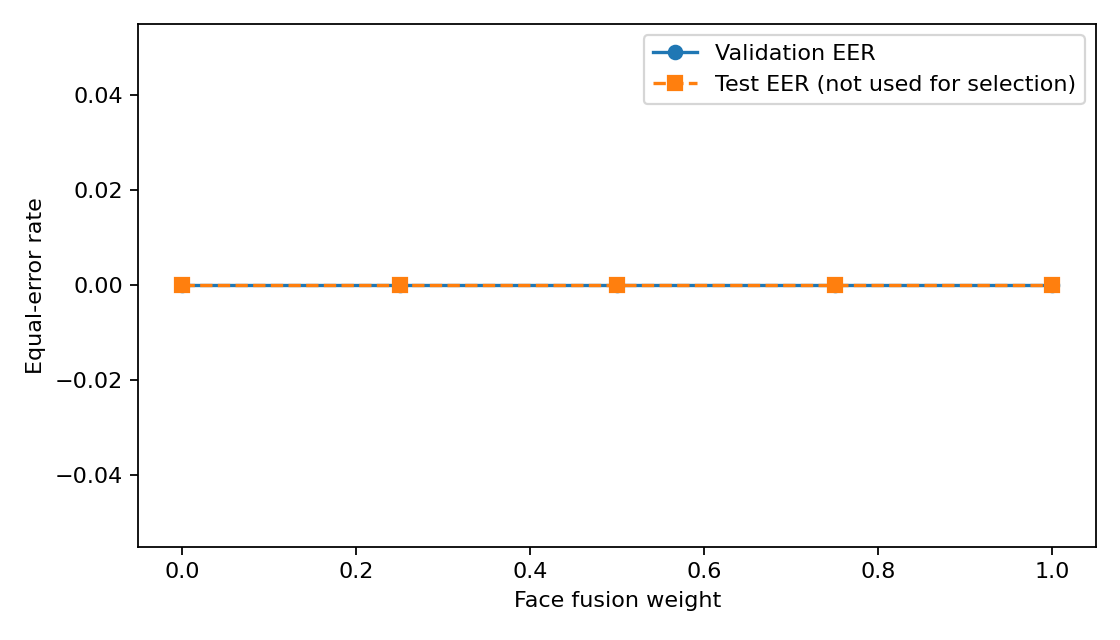 Validation EER
Test EER (not used for selection)
Equal-error rate
0.04
0.02
0.00
−0.02
−0.04
0.0 0.2 0.4 0.6 0.8 1.0
Face fusion weight